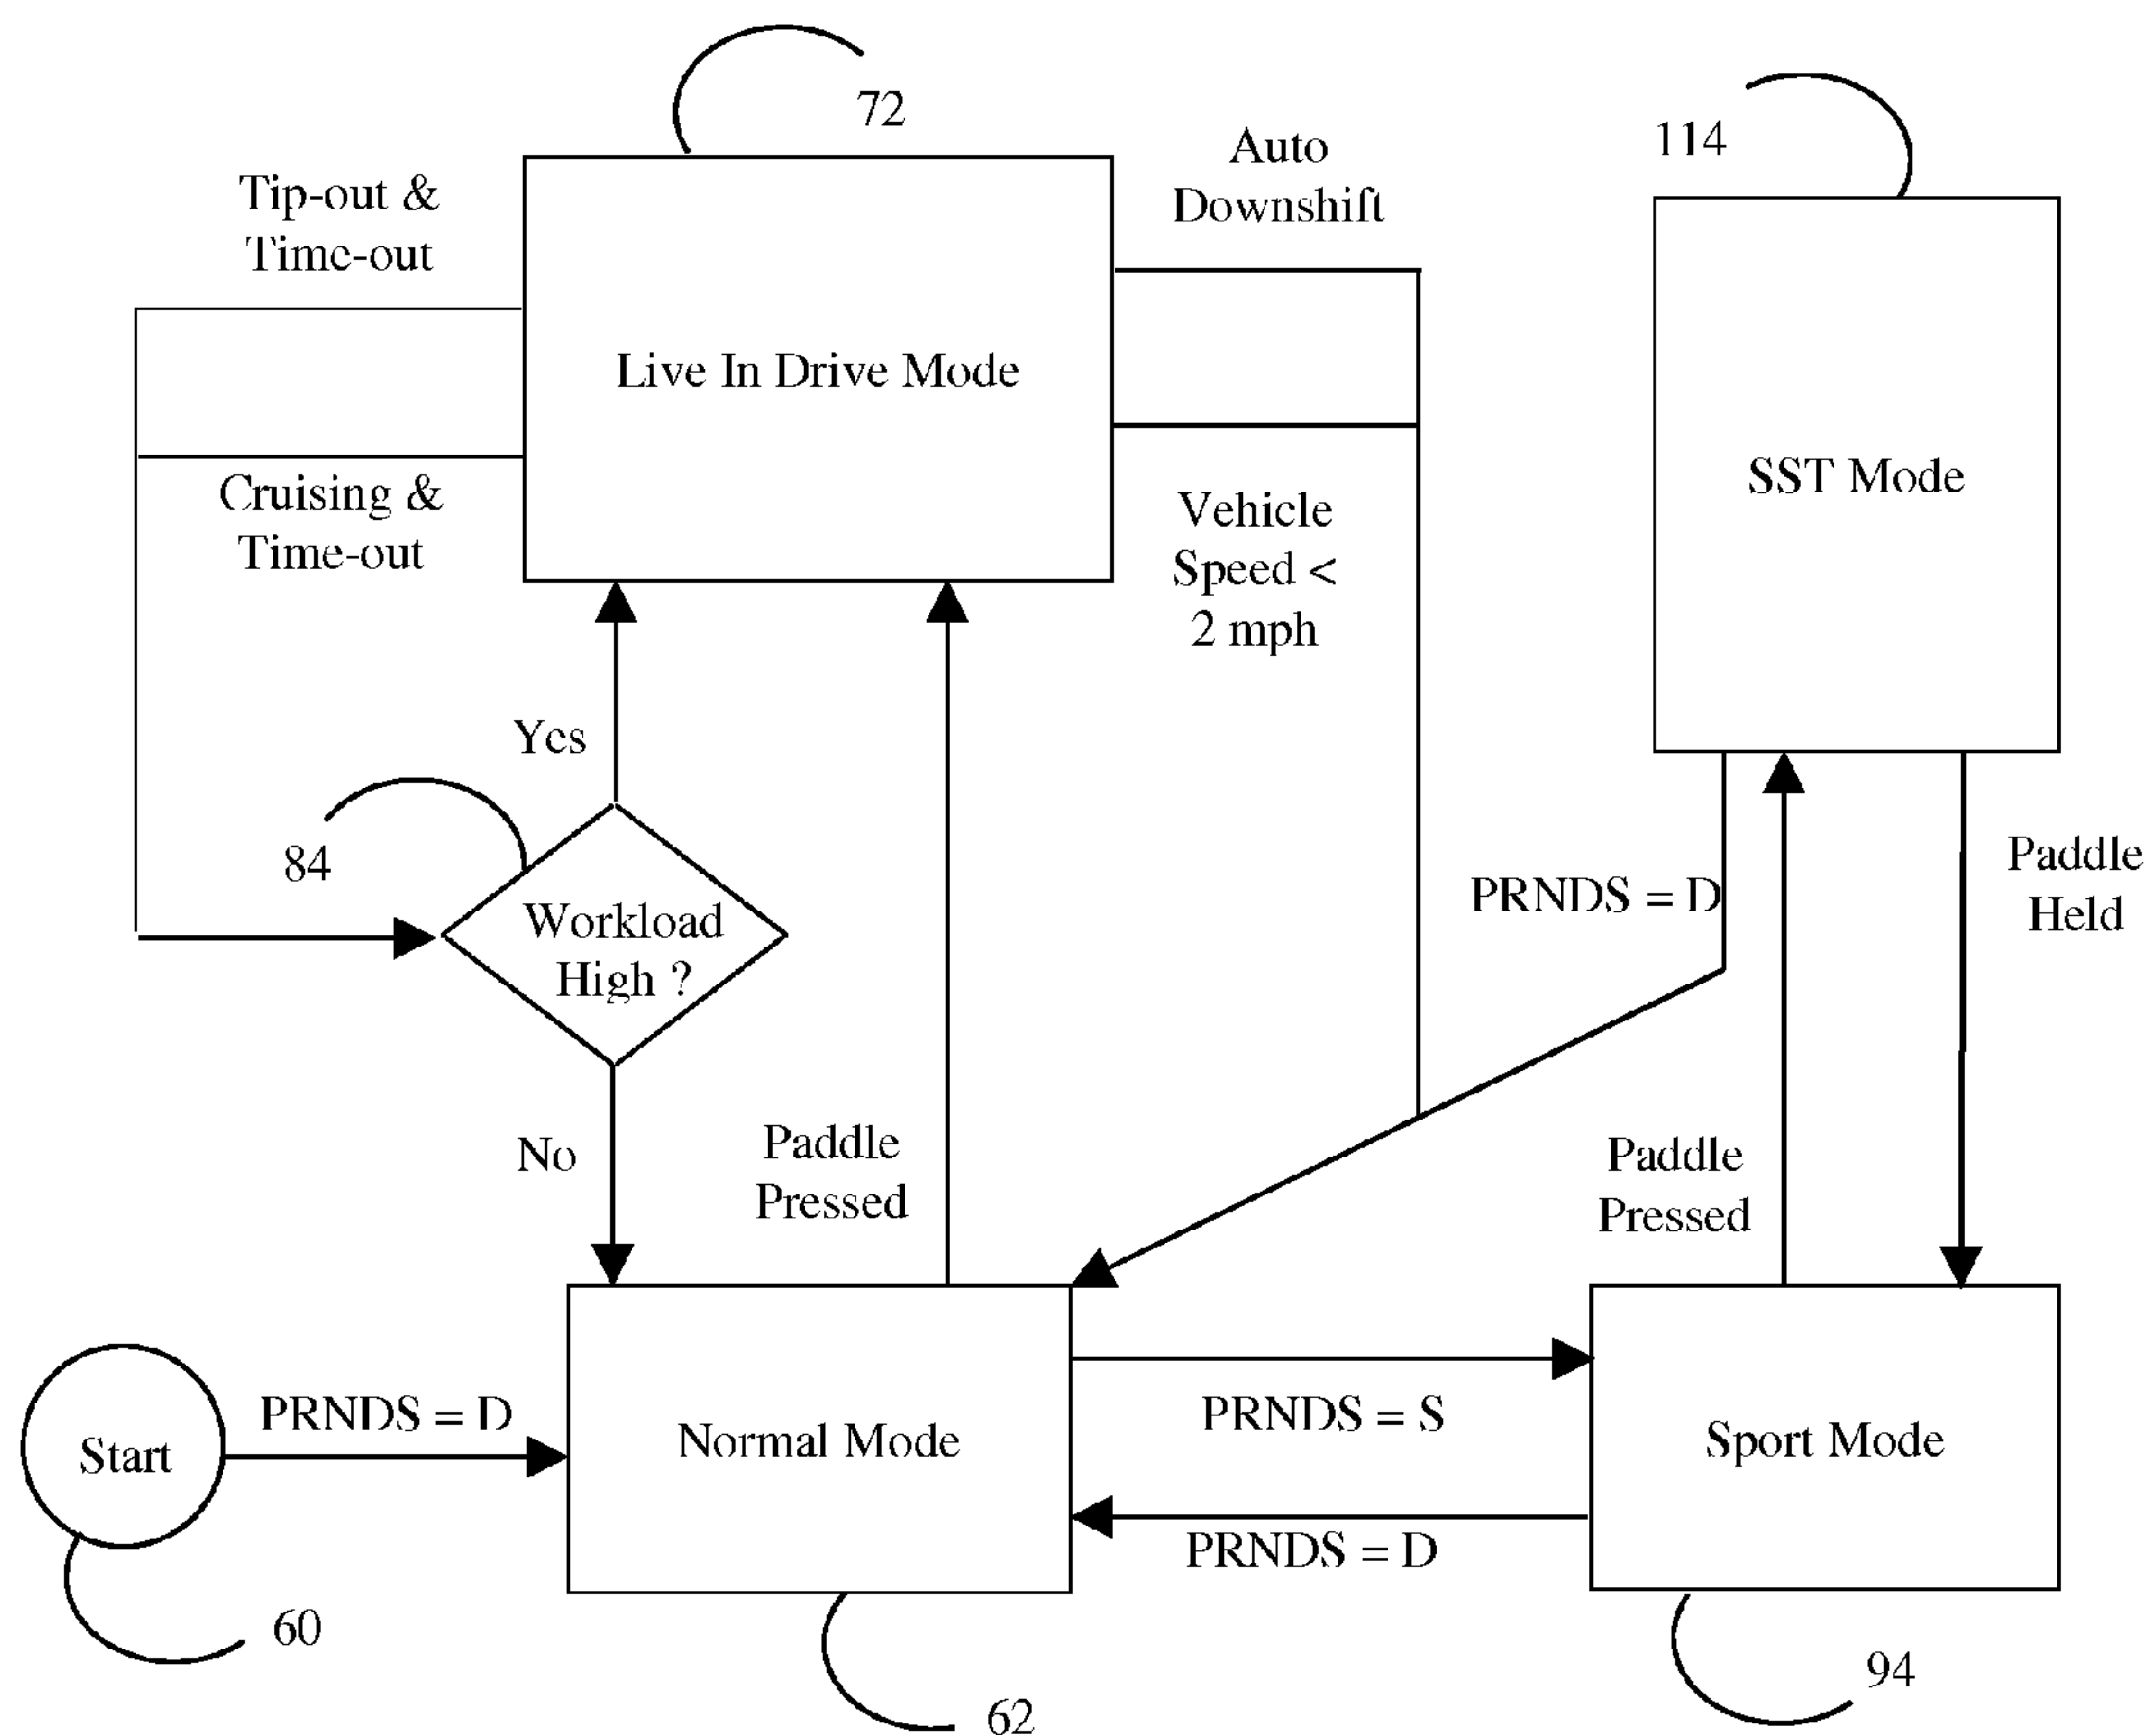 72
114
Auto
Downshift
Tip-out &
Time-out
Live In Drive Mode
SST Mode
Cruising &
Time-out
Vehicle
Speed <
2 mph
Yes
84
Workload
High ?
PRNDS = D
Paddle
Held
No
Paddle
Pressed
Paddle
Pressed
Start
PRNDS = D
Normal Mode
PRNDS = S
Sport Mode
PRNDS = D
60
62
94